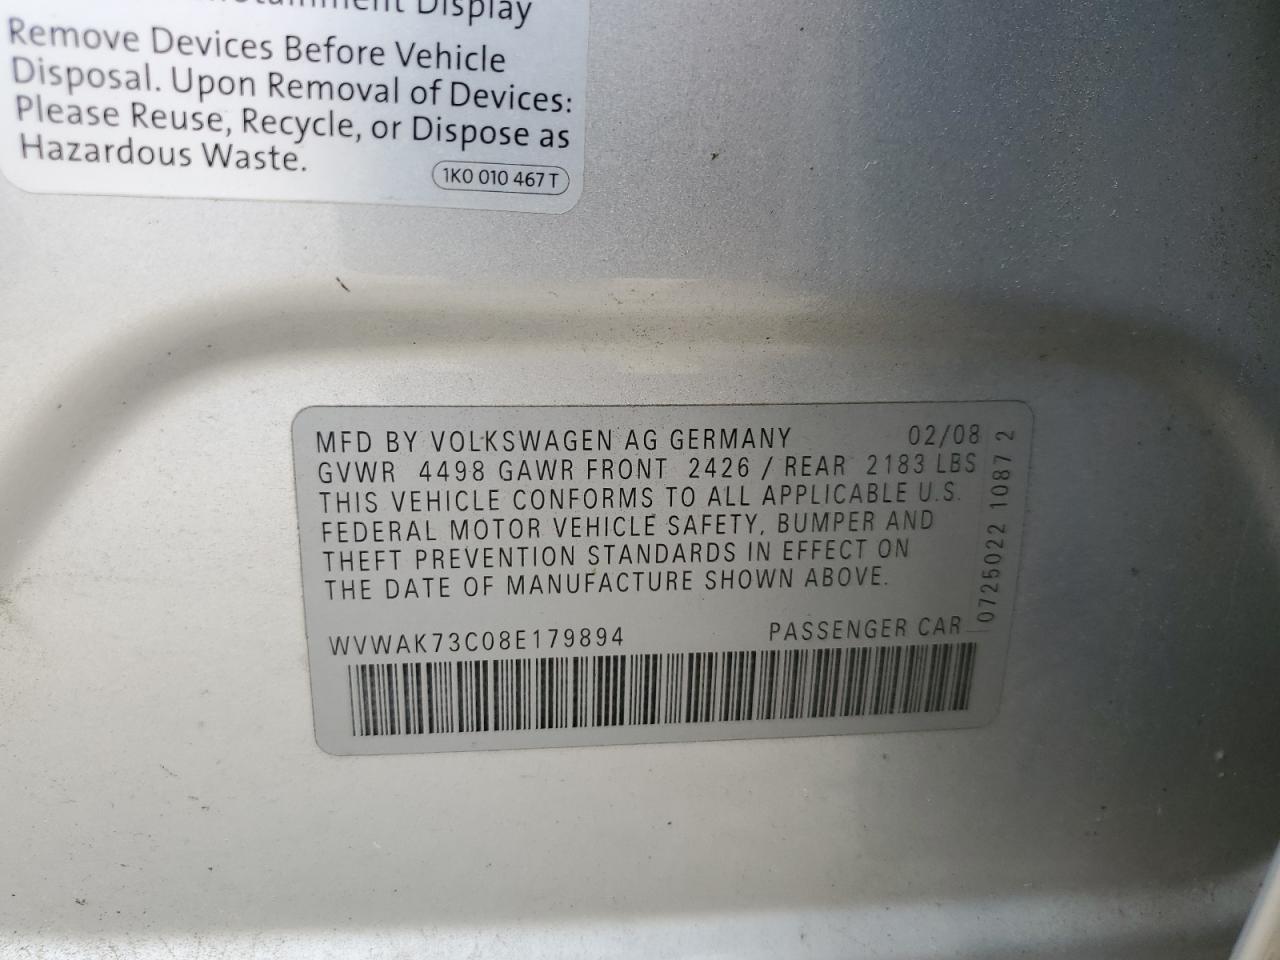 Display
Remove Devices Before Vehicle
Disposal. Upon Removal of Devices:
Please Reuse, Recycle, or Dispose as
Hazardous Waste.
1K0 010 467 T
MFD BY VOLKSWAGEN AG GERMANY 02/08
GVWR 4498 GAWR FRONT 2426 / REAR 2183 LBS
THIS VEHICLE CONFORMS TO ALL APPLICABLE U.S.
FEDERAL MOTOR VEHICLE SAFETY, BUMPER AND
THEFT PREVENTION STANDARDS IN EFFECT ON
THE DATE OF MANUFACTURE SHOWN ABOVE.
WVWAK73C08E179894 PASSENGER CAR
0725022 10872